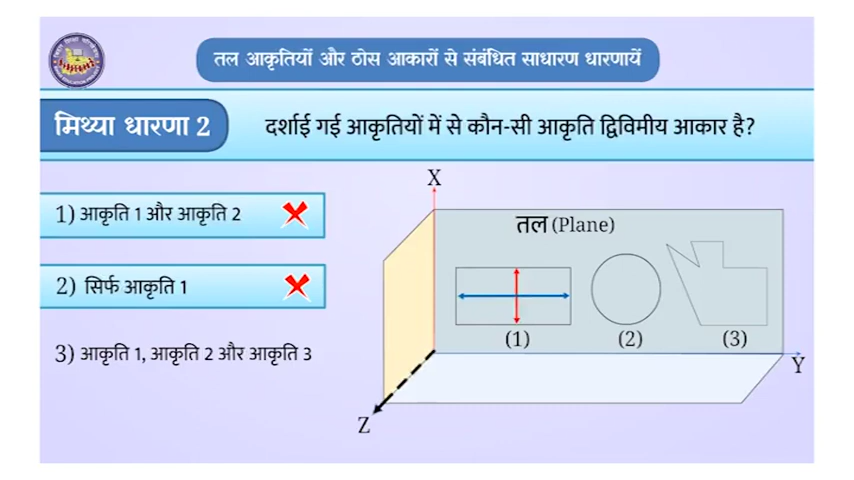 तल आकृतियों और ठोस आकारों से संबंधित साधारण धारणायें
मिथ्या धारणा 2
दर्शाई गई आकृतियों में से कौन-सी आकृति द्विविमीय आकार है?
1) आकृति 1 और आकृति 2
2) सिर्फ आकृति 1
3) आकृति 1, आकृति 2 और आकृति 3
X
तल (Plane)
(1)
(2)
(3)
Y
Z